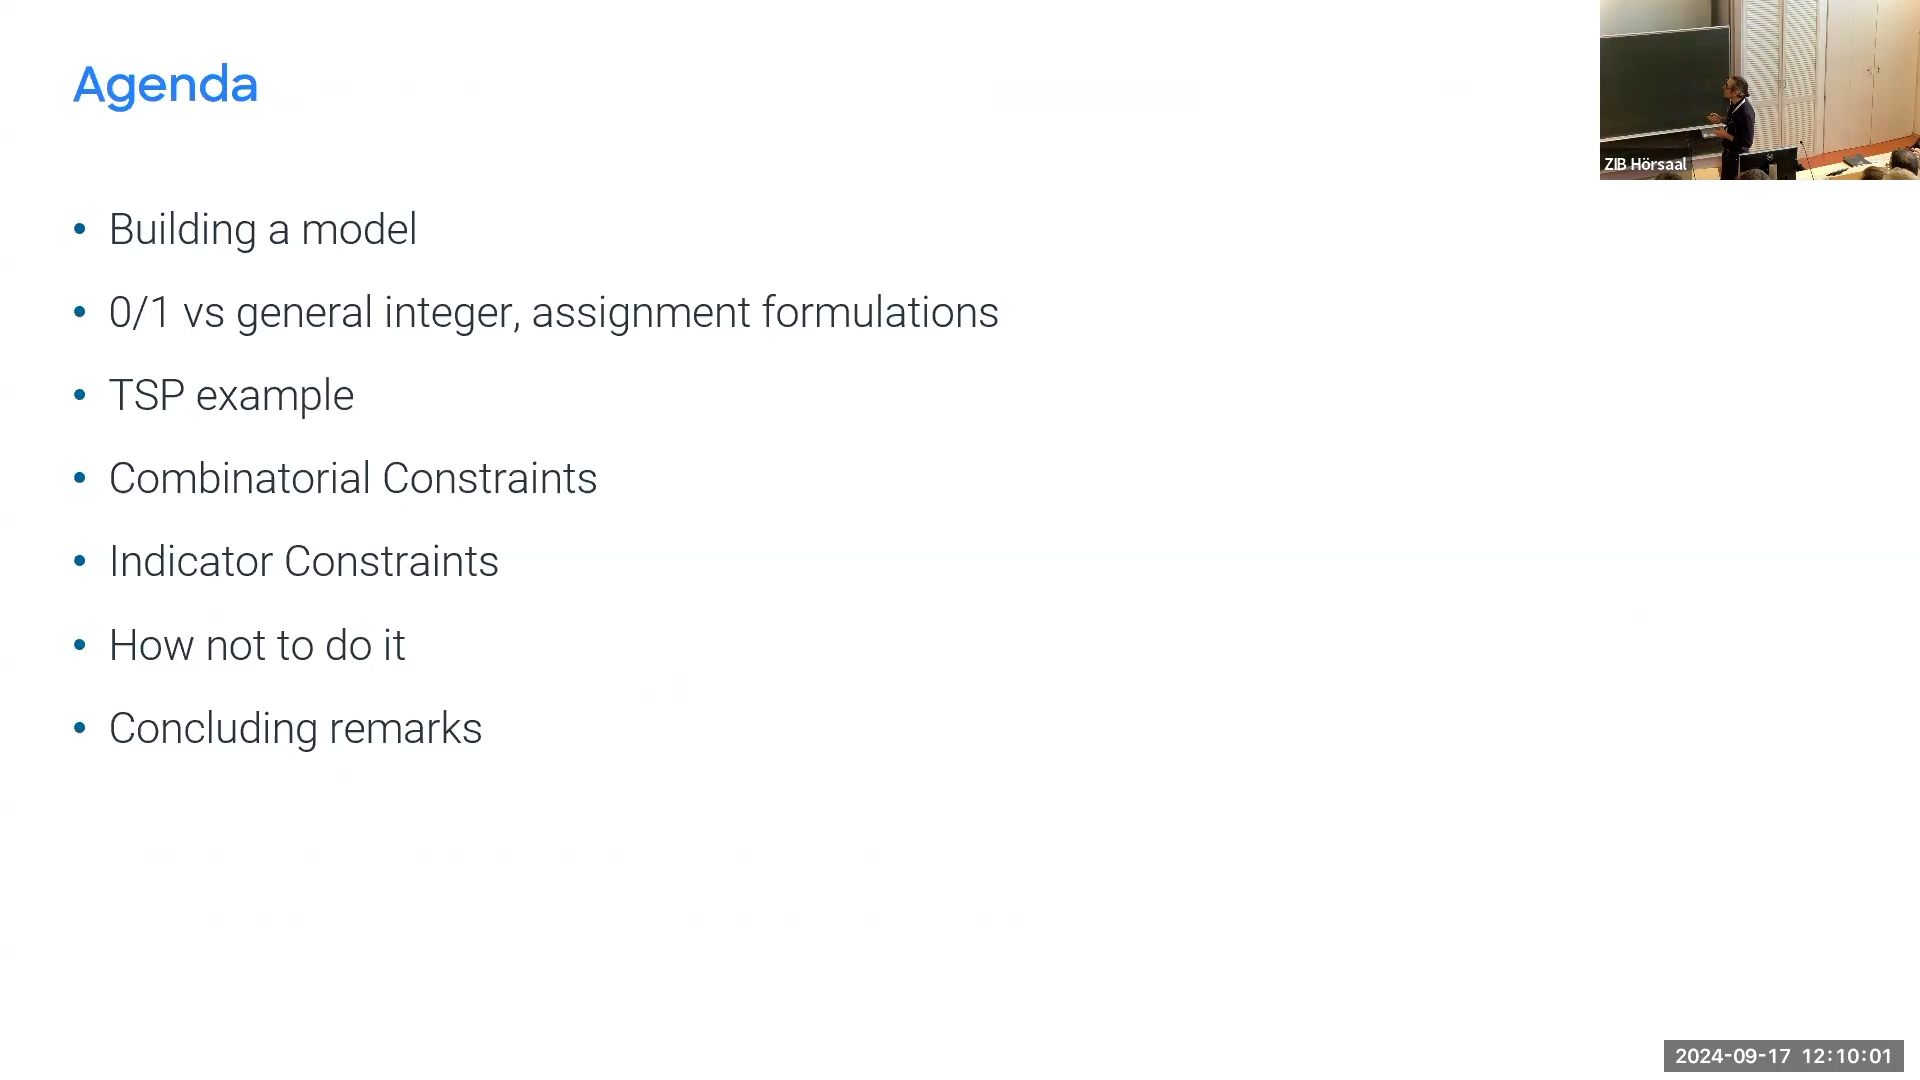 Agenda
ZIB Hörsaal
• Building a model
• 0/1 vs general integer, assignment formulations
• TSP example
• Combinatorial Constraints
• Indicator Constraints
• How not to do it
• Concluding remarks
2024-09-17 12:10:01